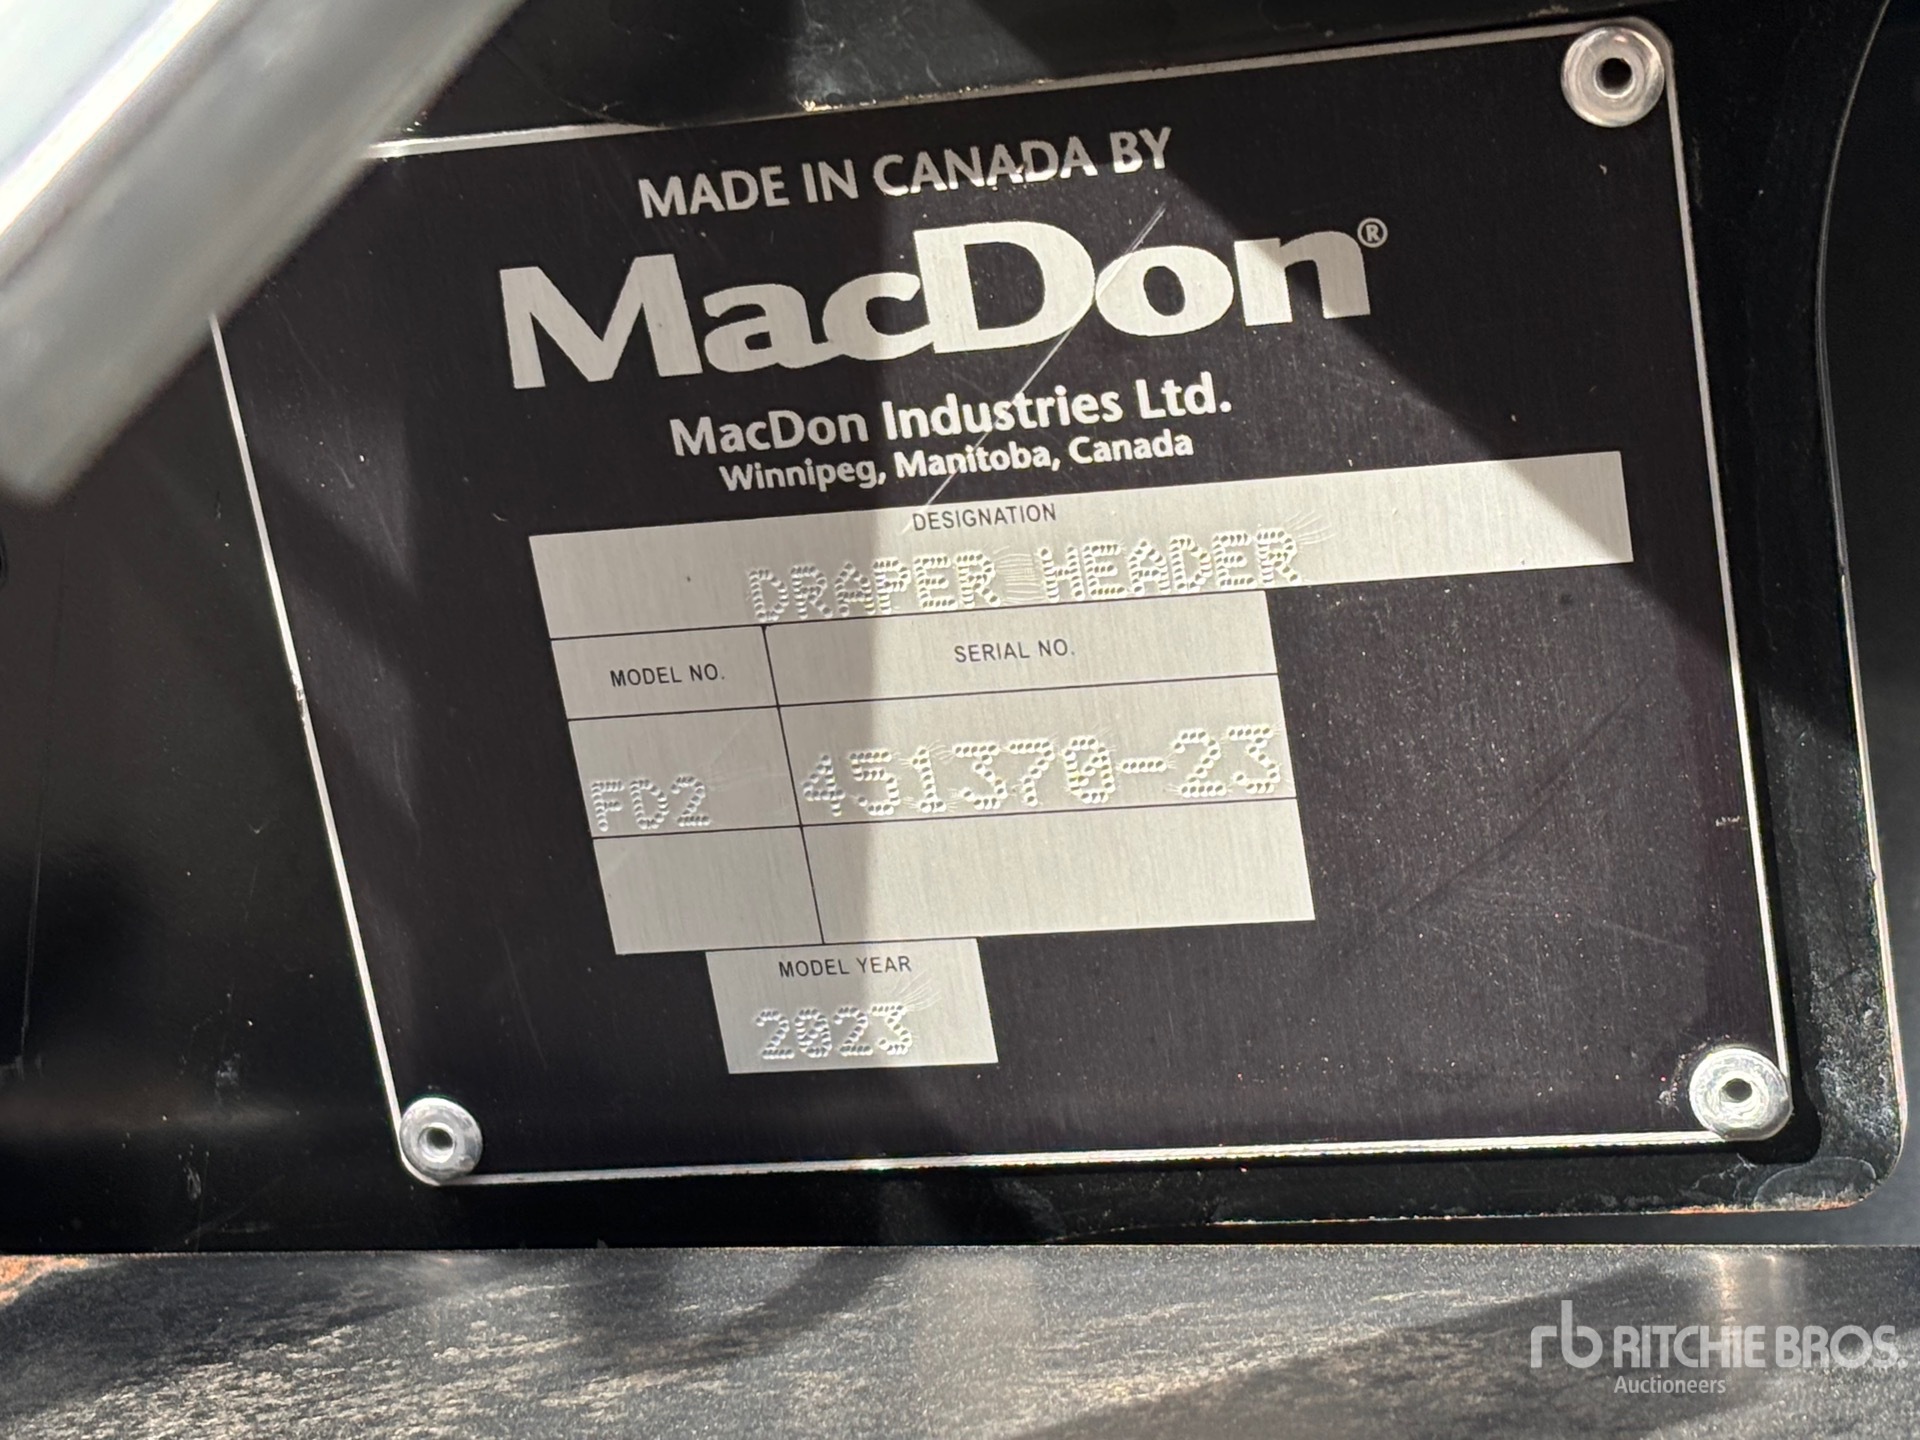 MADE IN CANADA BY
MacDon®
MacDon Industries Ltd.
Winnipeg, Manitoba, Canada
DESIGNATION
DRAPER HEADER
MODEL NO. SERIAL NO.
FD2 451370-23
MODEL YEAR
2023
rb RITCHIE BROS.
Auctioneers